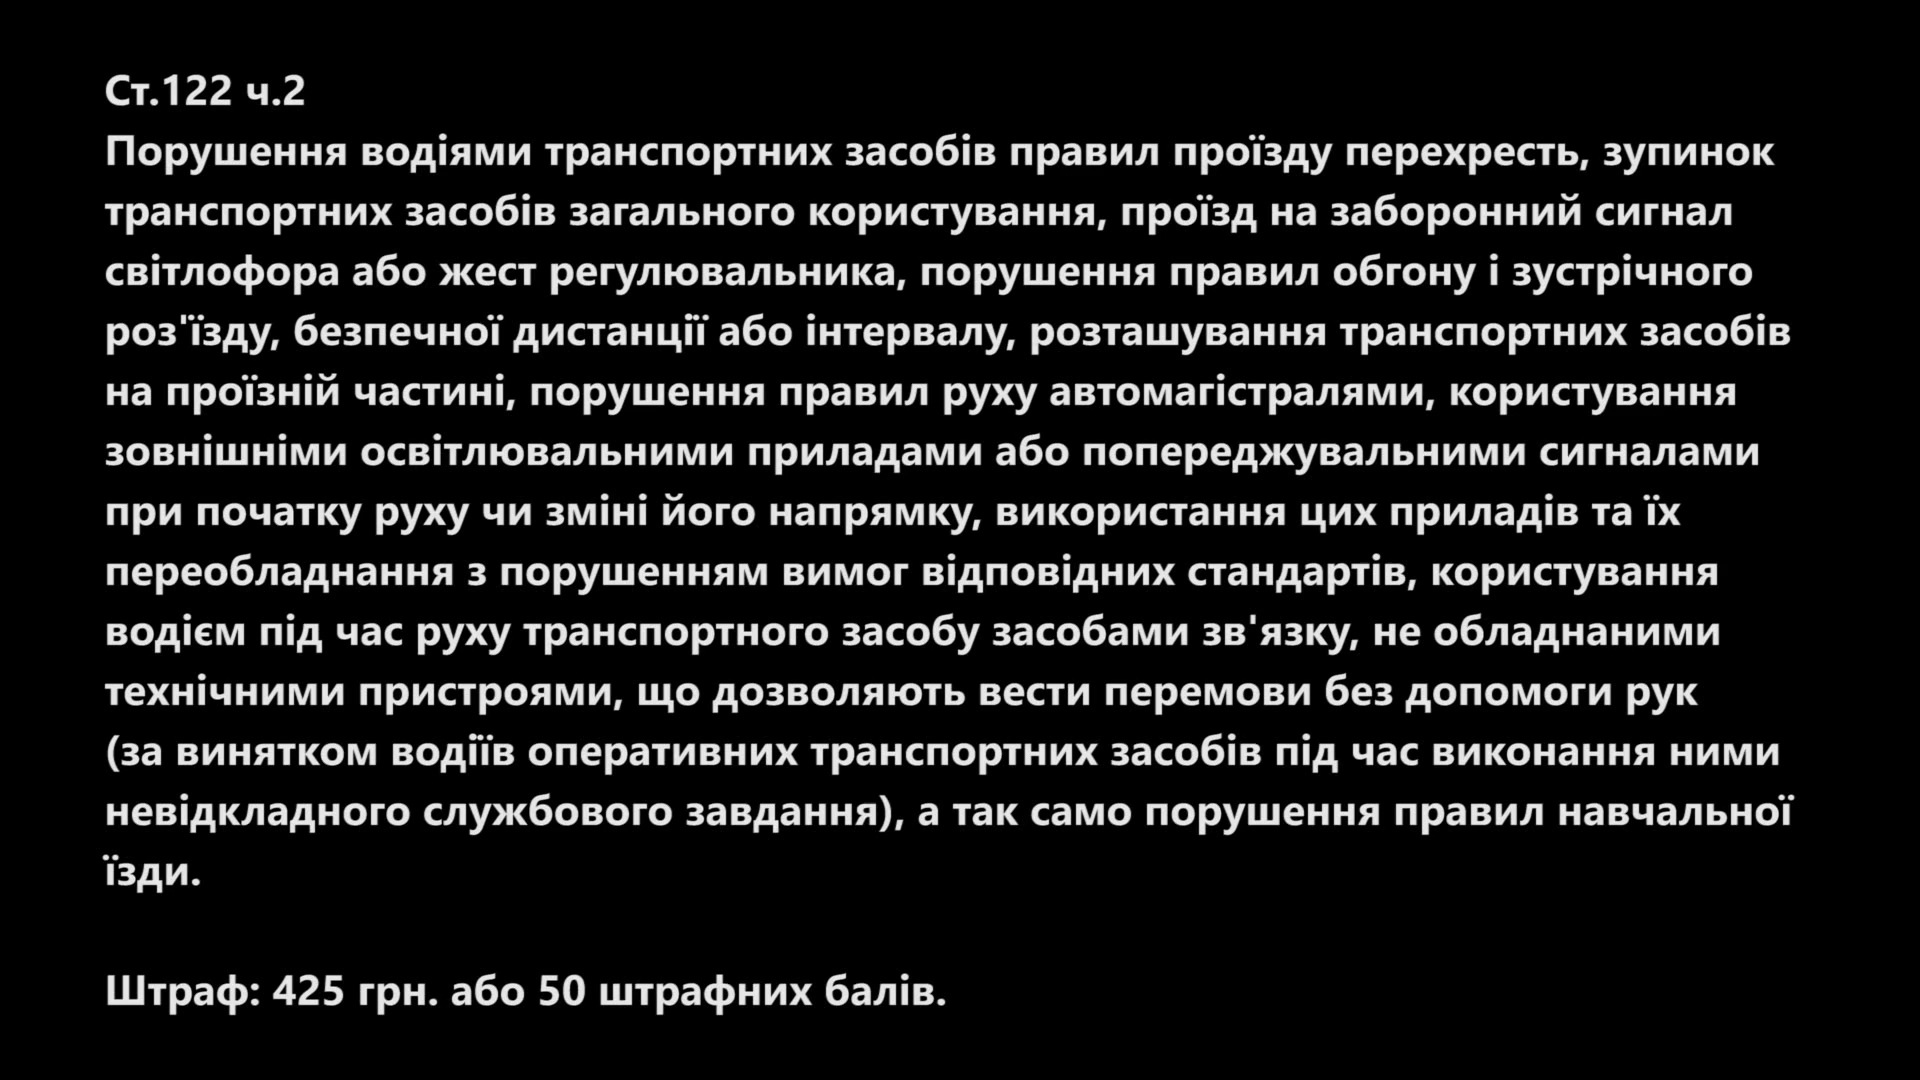 Ст.122 ч.2
Порушення водіями транспортних засобів правил проїзду перехресть, зупинок
транспортних засобів загального користування, проїзд на заборонний сигнал
світлофора або жест регулювальника, порушення правил обгону і зустрічного
роз'їзду, безпечної дистанції або інтервалу, розташування транспортних засобів
на проїзній частині, порушення правил руху автомагістралями, користування
зовнішніми освітлювальними приладами або попереджувальними сигналами
при початку руху чи зміні його напрямку, використання цих приладів та їх
переобладнання з порушенням вимог відповідних стандартів, користування
водієм під час руху транспортного засобу засобами зв'язку, не обладнаними
технічними пристроями, що дозволяють вести перемови без допомоги рук
(за винятком водіїв оперативних транспортних засобів під час виконання ними
невідкладного службового завдання), а так само порушення правил навчальної
їзди.
Штраф: 425 грн. або 50 штрафних балів.